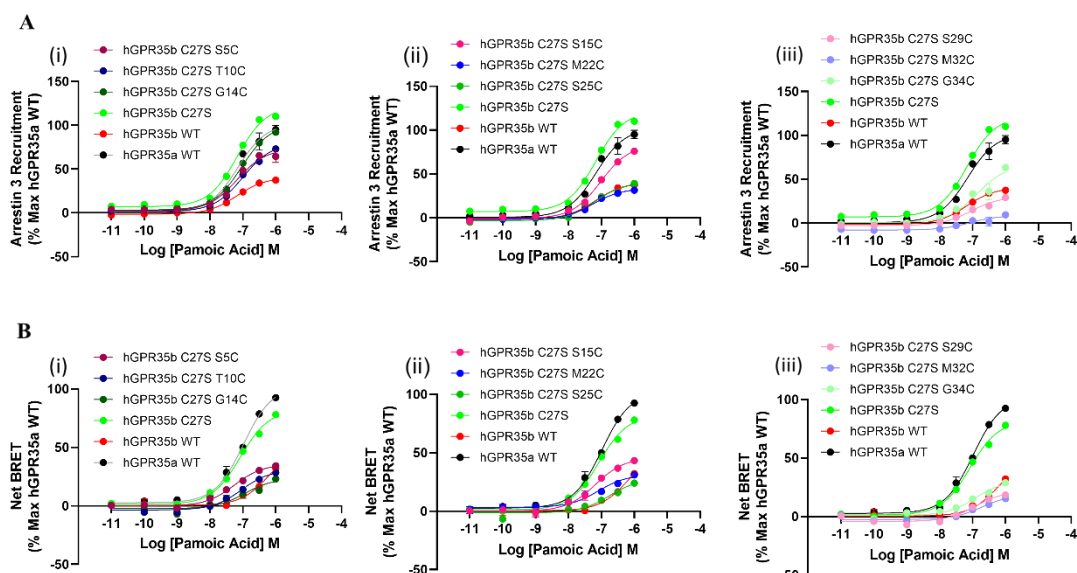 A
(i)
hGPR35b C27S S5C
hGPR35b C27S T10C
hGPR35b C27S G14C
hGPR35b C27S
hGPR35b WT
hGPR35a WT
Arrestin 3 Recruitment
(% Max hGPR35a WT)
150
100
50
0
-50
-11 -10 -9 -8 -7 -6 -5 -4
Log [Pamoic Acid] M
(ii)
hGPR35b C27S S15C
hGPR35b C27S M22C
hGPR35b C27S S25C
hGPR35b C27S
hGPR35b WT
hGPR35a WT
Arrestin 3 Recruitment
(% Max hGPR35a WT)
150
100
50
0
-50
-11 -10 -9 -8 -7 -6 -5 -4
Log [Pamoic Acid] M
(iii)
hGPR35b C27S S29C
hGPR35b C27S M32C
hGPR35b C27S G34C
hGPR35b C27S
hGPR35b WT
hGPR35a WT
Arrestin 3 Recruitment
(% Max hGPR35a WT)
150
100
50
0
-50
-11 -10 -9 -8 -7 -6 -5 -4
Log [Pamoic Acid] M
B
(i)
hGPR35b C27S S5C
hGPR35b C27S T10C
hGPR35b C27S G14C
hGPR35b C27S
hGPR35b WT
hGPR35a WT
Net BRET
(% Max hGPR35a WT)
100
50
0
-50
-11 -10 -9 -8 -7 -6 -5 -4
Log [Pamoic Acid] M
(ii)
hGPR35b C27S S15C
hGPR35b C27S M22C
hGPR35b C27S S25C
hGPR35b C27S
hGPR35b WT
hGPR35a WT
Net BRET
(% Max hGPR35a WT)
100
50
0
-50
-11 -10 -9 -8 -7 -6 -5 -4
Log [Pamoic Acid] M
(iii)
hGPR35b C27S S29C
hGPR35b C27S M32C
hGPR35b C27S G34C
hGPR35b C27S
hGPR35b WT
hGPR35a WT
Net BRET
(% Max hGPR35a WT)
100
50
0
-50
-11 -10 -9 -8 -7 -6 -5 -4
Log [Pamoic Acid] M